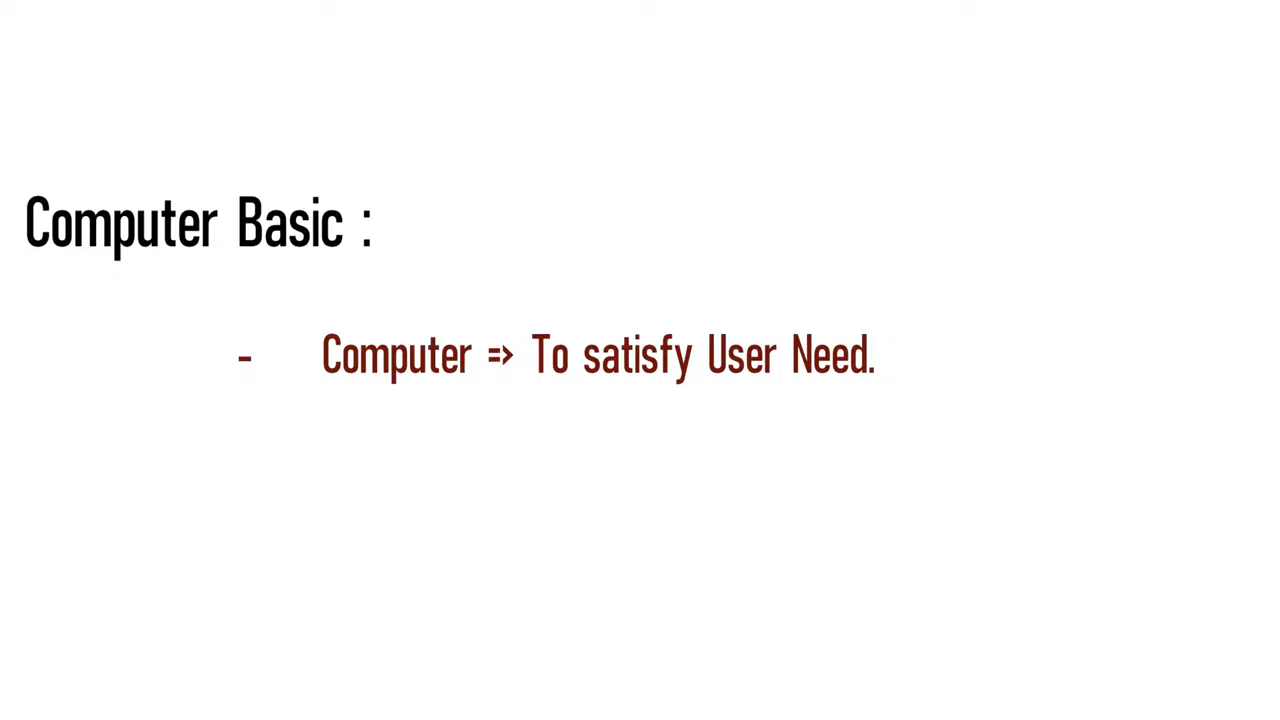 Computer Basic :
- Computer => To satisfy User Need.